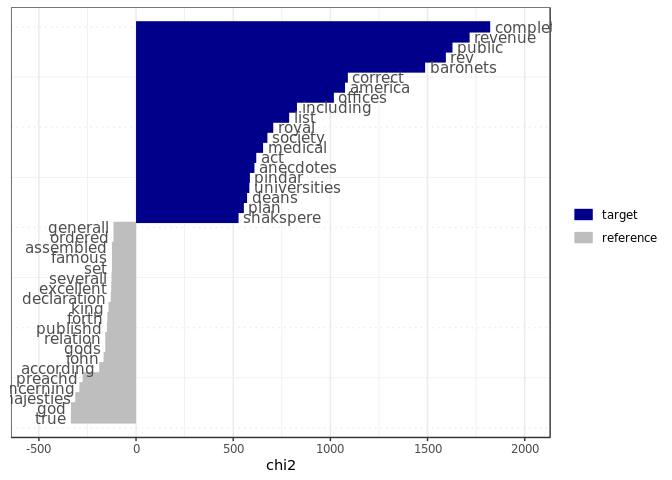 complet
revenue
public
rev
baronets
correct
america
offices
including
list
royal
society
medical
act
anecdotes
pindar
universities
deans
plan
shakspere
generall
ordered
assembled
famous
set
severall
excellent
declaration
king
forth
publishd
relation
gods
john
according
preachd
ncerning
najesties
god
true
target
reference
-500 0 500 1000 1500 2000
chi2